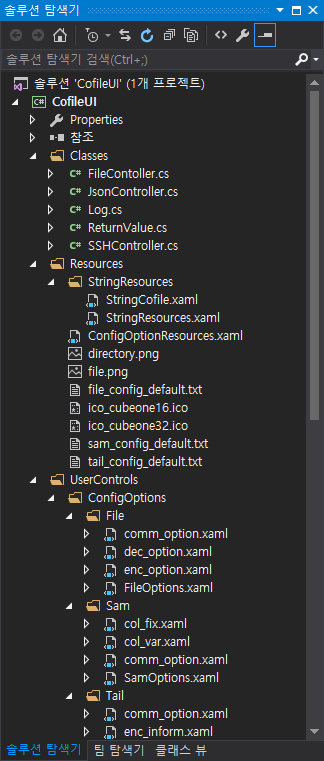 솔루션 탐색기
솔루션 탐색기 검색(Ctrl+;)
솔루션 'CofileUI' (1개 프로젝트)
C# CofileUI
Properties
참조
Classes
C# FileContoller.cs
C# JsonController.cs
C# Log.cs
C# ReturnValue.cs
C# SSHController.cs
Resources
StringResources
StringCofile.xaml
StringResources.xaml
ConfigOptionResources.xaml
directory.png
file.png
file_config_default.txt
ico_cubeone16.ico
ico_cubeone32.ico
sam_config_default.txt
tail_config_default.txt
UserControls
ConfigOptions
File
comm_option.xaml
dec_option.xaml
enc_option.xaml
FileOptions.xaml
Sam
col_fix.xaml
col_var.xaml
comm_option.xaml
SamOptions.xaml
Tail
comm_option.xaml
enc_inform.xaml
솔루션 탐색기 팀 탐색기 클래스 뷰